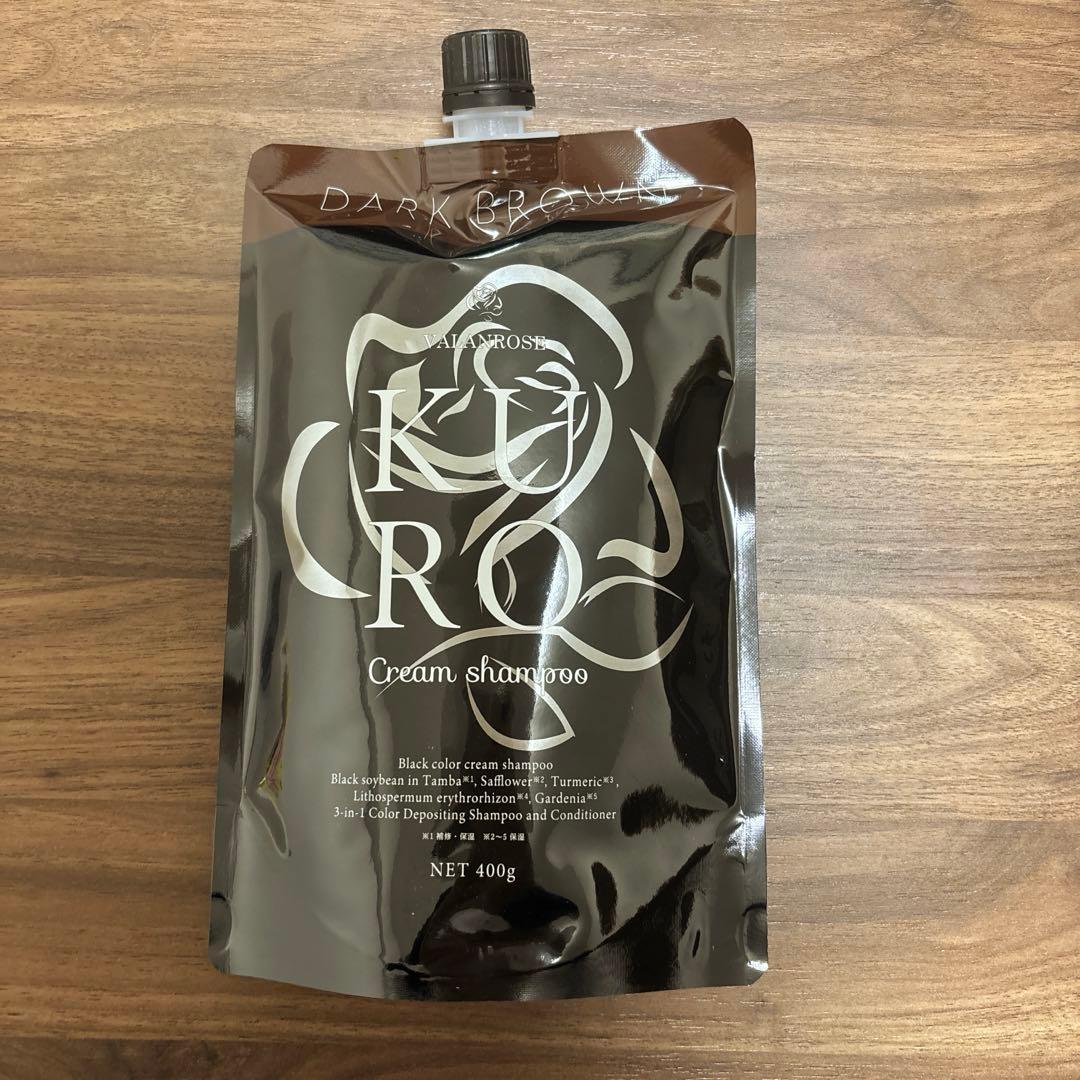 DARK BROWN
VALANROSE
KU
RO
Cream shampoo
Black color cream shampoo
Black soybean in Tamba※1, Safflower※2, Turmeric※3,
Lithospermum erythrorhizon※4, Gardenia※5
3-in-1 Color Depositing Shampoo and Conditioner
※1 補修・保湿 ※2〜5 保湿
NET 400g